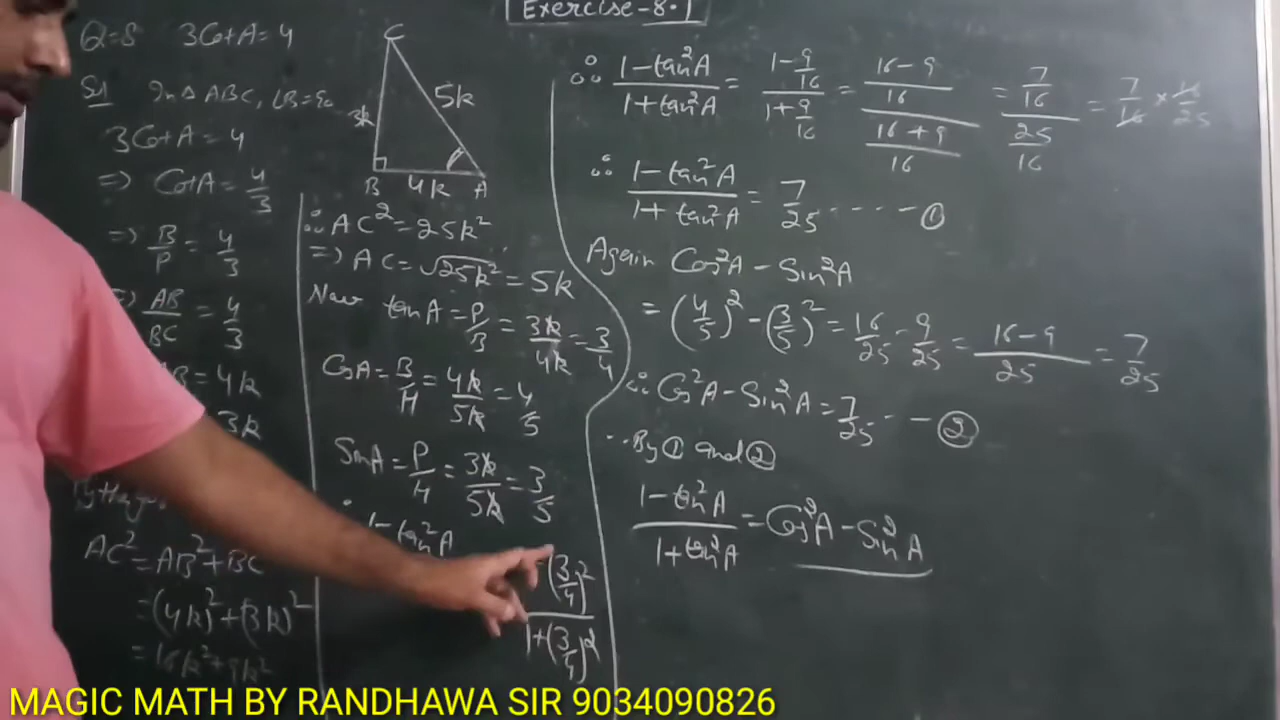 Exercise-8.1
Q=8 3CotA=4
Sol In △ ABC, ∠B=90
3CotA=4
=> CotA=4/3
=> B/P=4/3
=> AB/BC=4/3
AB=4k
3k
AC²=AB²+BC
=(4k)²+(3k)²
=16k²+9k²
C
3k 5k
B 4k A
∴ AC²=25k²
=> AC=√25k²=5k
Now tanA=P/B=3k/4k=3/4
CosA=B/H=4k/5k=4/5
SinA=P/H=3k/5k=3/5
∴ 1-tan²A
-(3/4)²
1+(3/4)²
∴ 1-tan²A/1+tan²A = 1-9/16/1+9/16 = 16-9/16/16+9/16 = 7/16/25/16 = 7/16 × 16/25
∴ 1-tan²A/1+tan²A = 7/25 ---- ①
Again Cos²A-Sin²A
=(4/5)²-(3/5)²=16/25-9/25=16-9/25=7/25
∴ Cos²A-Sin²A=7/25 --- ②
∴ By ① and ②
1-tan²A/1+tan²A=Cos²A-Sin²A
MAGIC MATH BY RANDHAWA SIR 9034090826